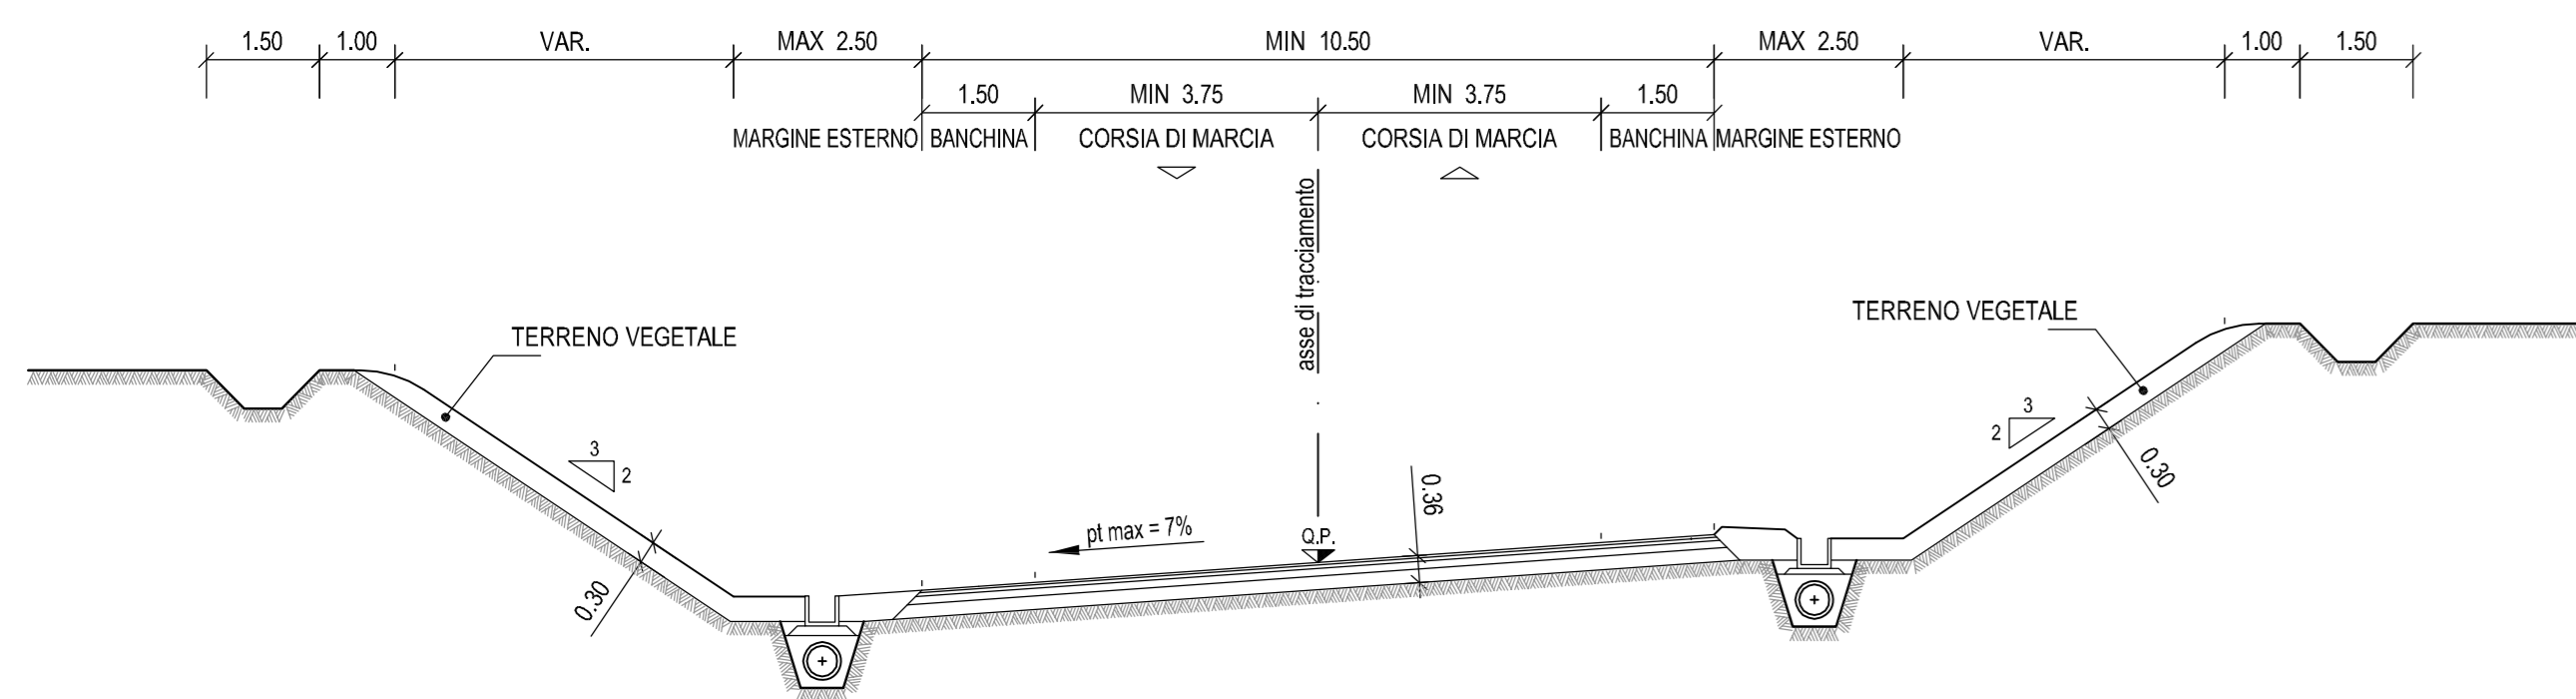 1.50 1.00 VAR. MAX 2.50 MIN 10.50 MAX 2.50 VAR. 1.00 1.50
1.50 MIN 3.75 MIN 3.75 1.50
MARGINE ESTERNO BANCHINA CORSIA DI MARCIA CORSIA DI MARCIA BANCHINA MARGINE ESTERNO
asse di tracciamento
TERRENO VEGETALE
TERRENO VEGETALE
3
2
3
2
0.30
0.36
pt max = 7%
Q.P.
0.30